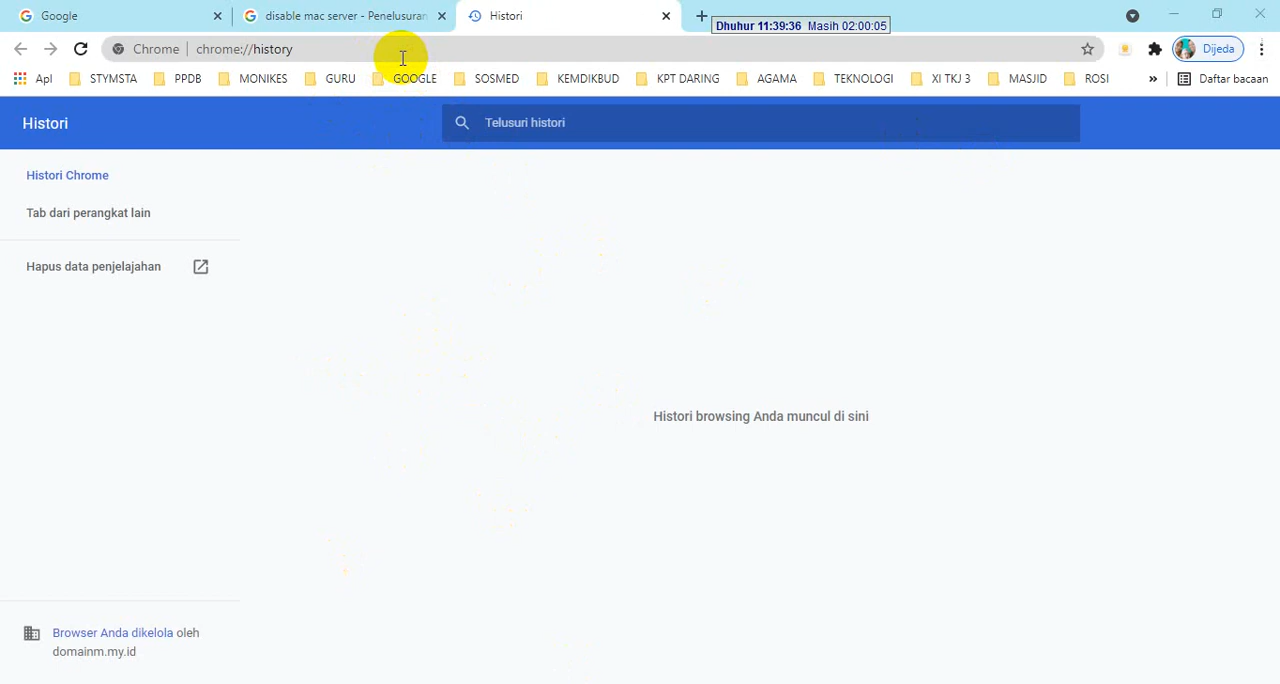 Google
disable mac server - Penelusuran
Histori
Dhuhur 11:39:36 Masih 02:00:05
Chrome
chrome://history
Dijeda
Apl
STYMSTA
PPDB
MONIKES
GURU
GOOGLE
SOSMED
KEMDIKBUD
KPT DARING
AGAMA
TEKNOLOGI
XI TKJ 3
MASJID
ROSI
»
Daftar bacaan
Histori
Telusuri histori
Histori Chrome
Tab dari perangkat lain
Hapus data penjelajahan
Histori browsing Anda muncul di sini
Browser Anda dikelola oleh
domainm.my.id